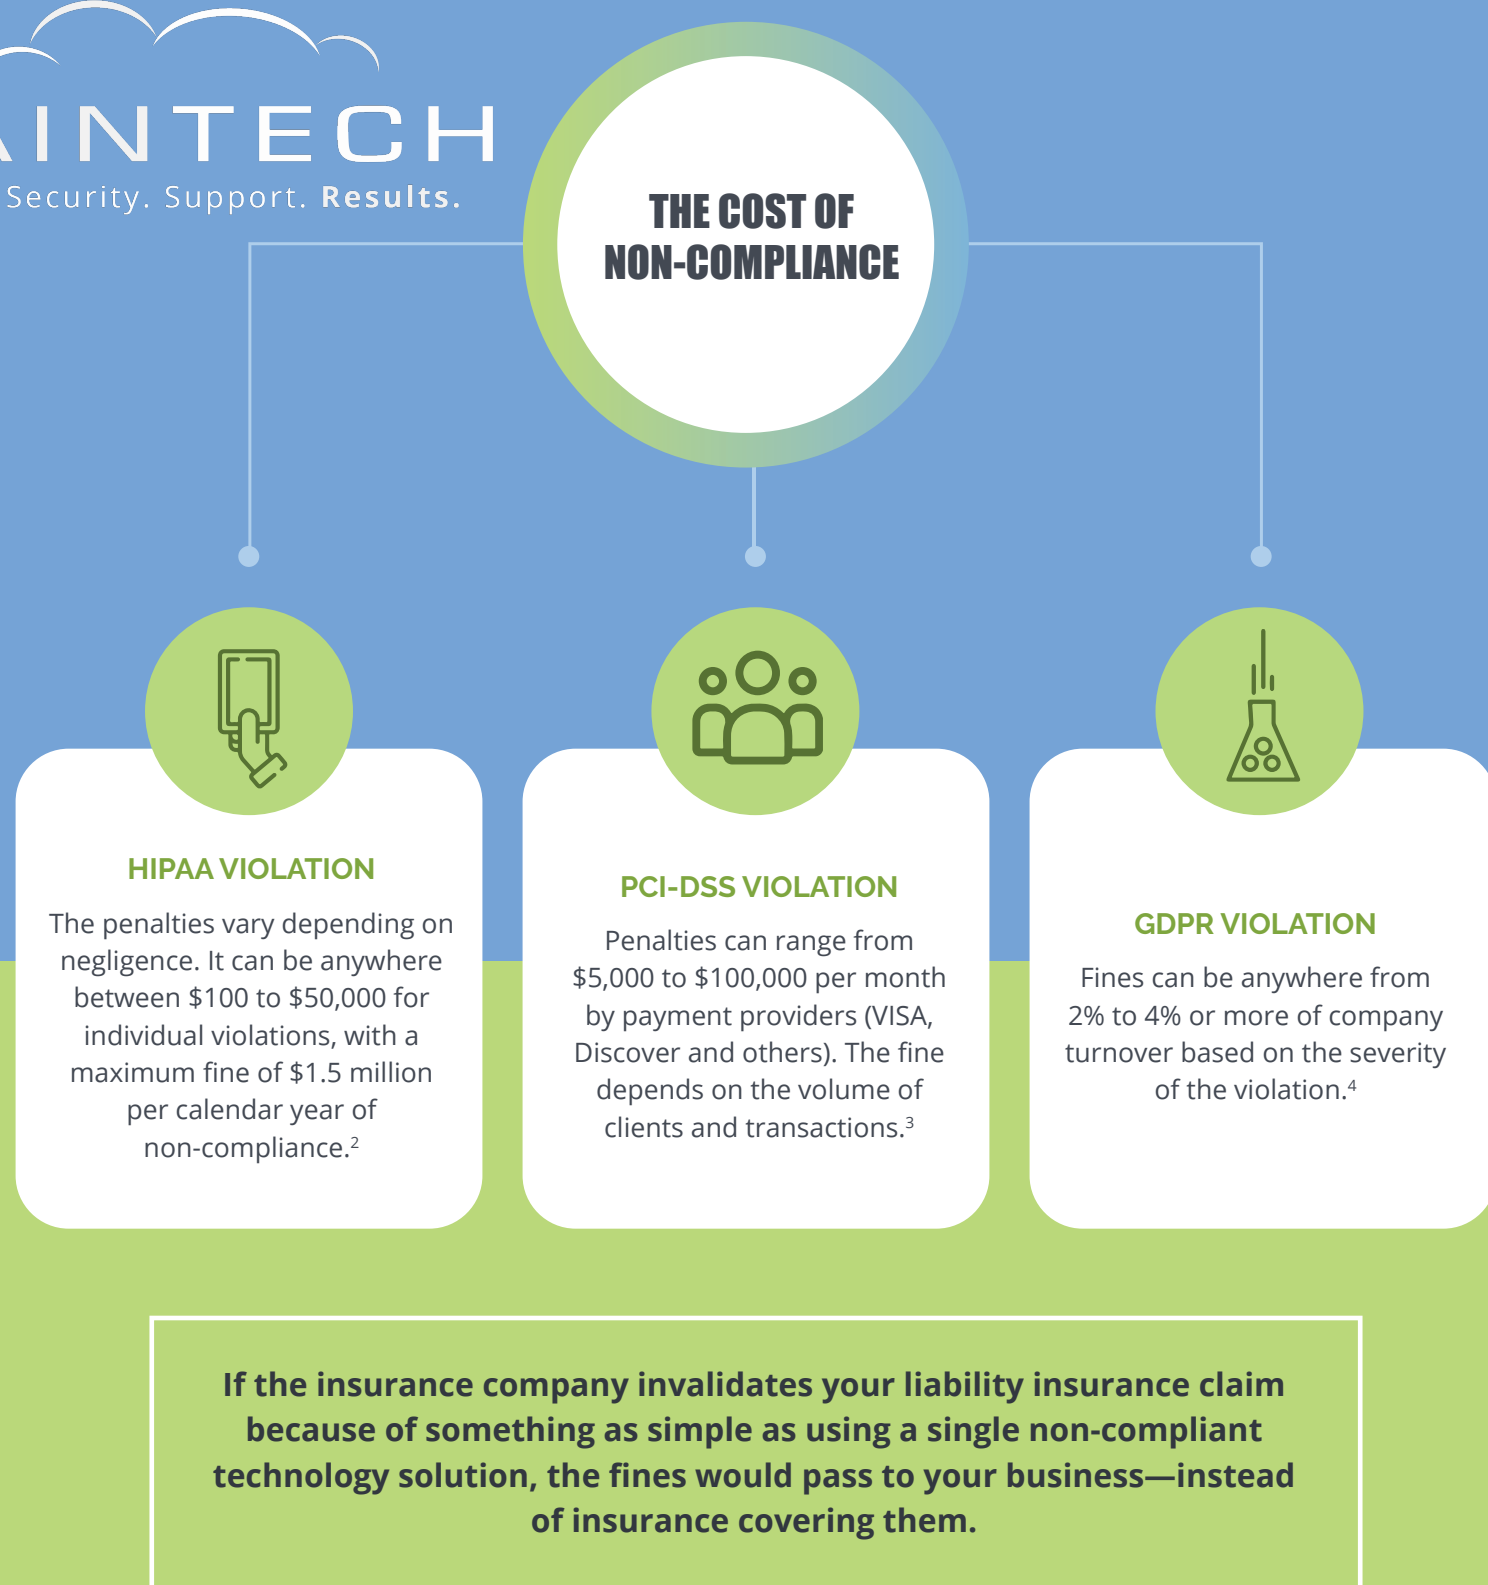 AINTECH
Security. Support. Results.
THE COST OF
NON-COMPLIANCE
HIPAA VIOLATION
The penalties vary depending on
negligence. It can be anywhere
between $100 to $50,000 for
individual violations, with a
maximum fine of $1.5 million
per calendar year of
non-compliance.2
PCI-DSS VIOLATION
Penalties can range from
$5,000 to $100,000 per month
by payment providers (VISA,
Discover and others). The fine
depends on the volume of
clients and transactions.3
GDPR VIOLATION
Fines can be anywhere from
2% to 4% or more of company
turnover based on the severity
of the violation.4
If the insurance company invalidates your liability insurance claim
because of something as simple as using a single non-compliant
technology solution, the fines would pass to your business—instead
of insurance covering them.